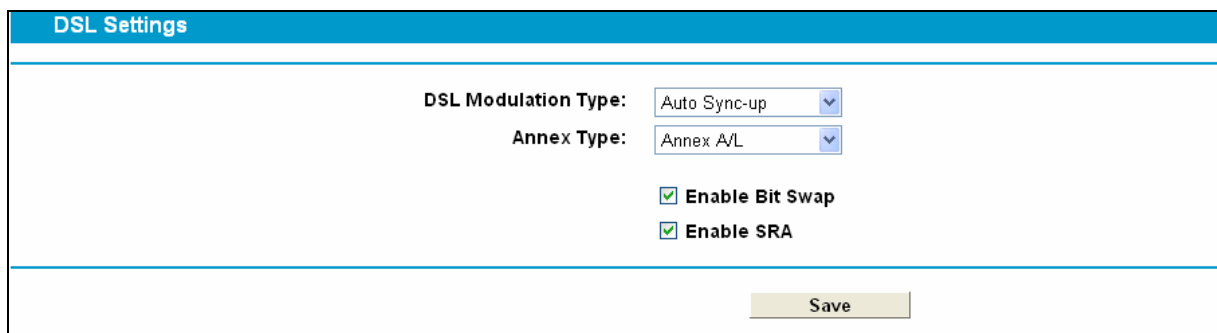 DSL Settings
DSL Modulation Type: Auto Sync-up
Annex Type: Annex A/L
Enable Bit Swap
Enable SRA
Save